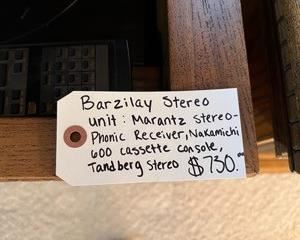 Barzilay Stereo
unit: Marantz Stereo-
Phonic Receiver, Nakamichi
600 cassette console,
Tandberg Stereo $730.00